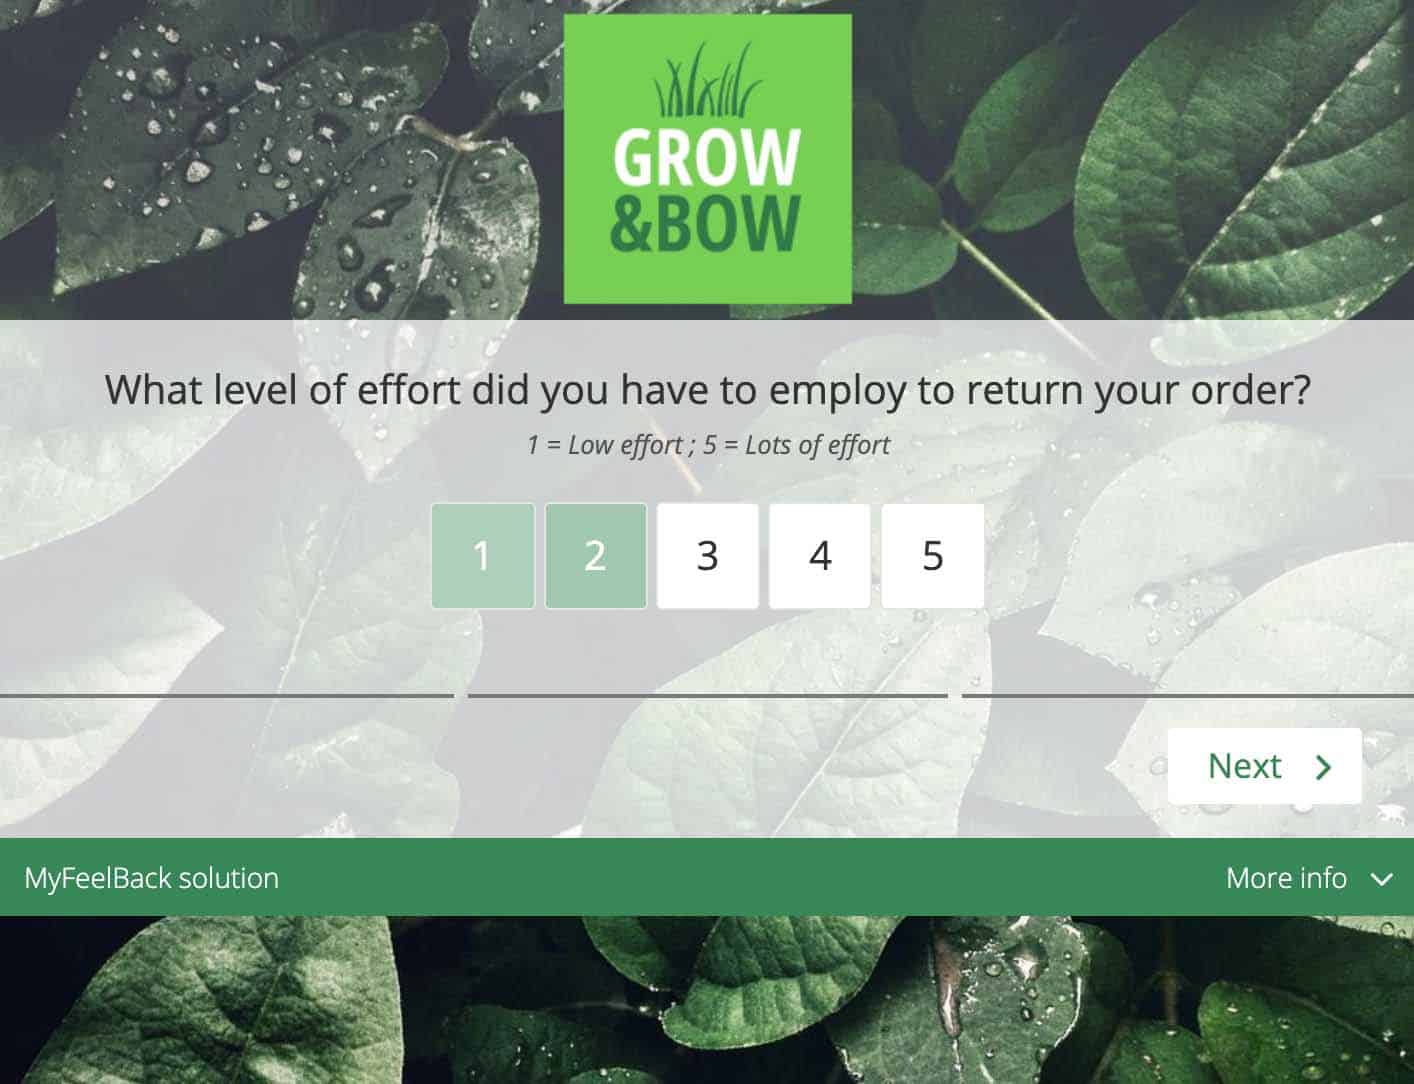 GROW
&BOW
What level of effort did you have to employ to return your order?
1 = Low effort ; 5 = Lots of effort
1 2 3 4 5
Next
MyFeelBack solution More info